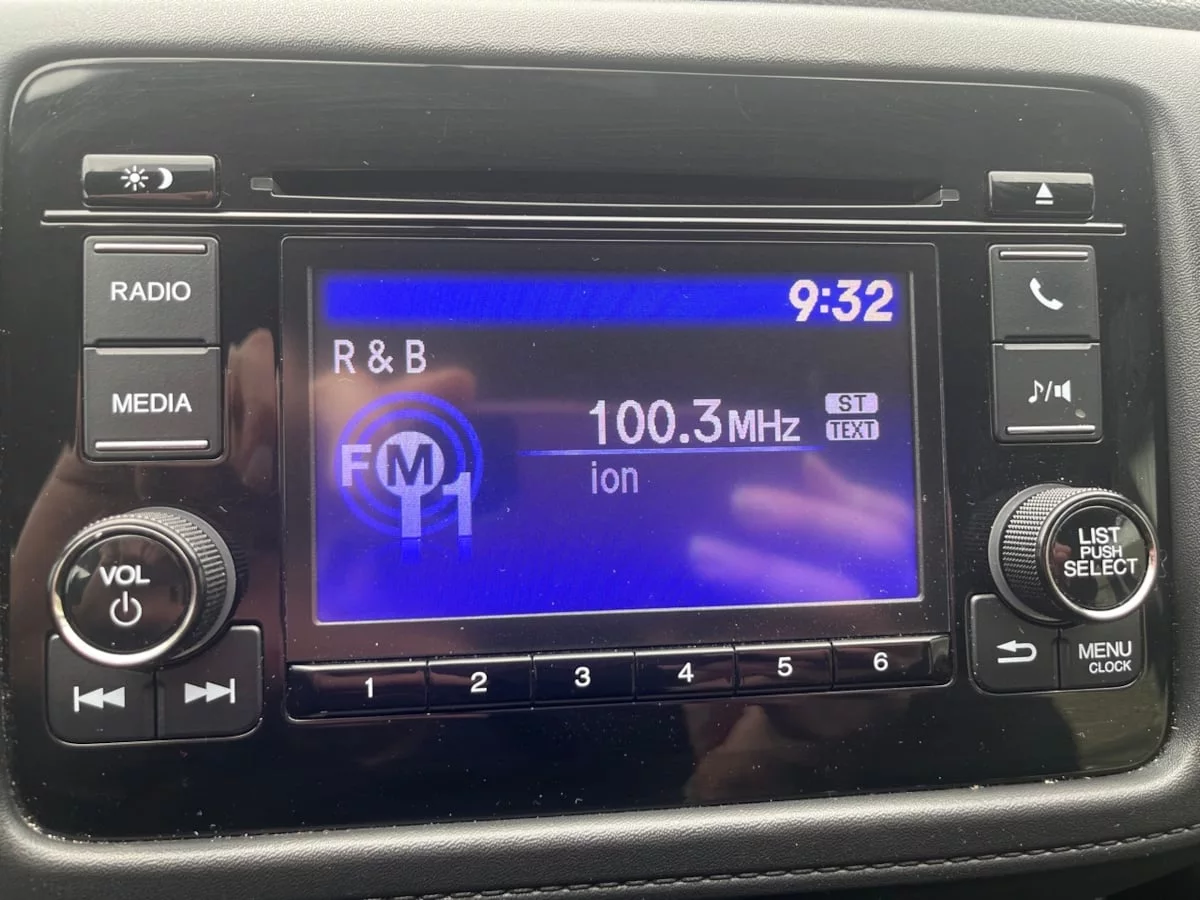 RADIO
MEDIA
VOL
9:32
R & B
FM1
100.3MHz
ST
TEXT
ion
1 2 3 4 5 6
LIST
PUSH
SELECT
MENU
CLOCK